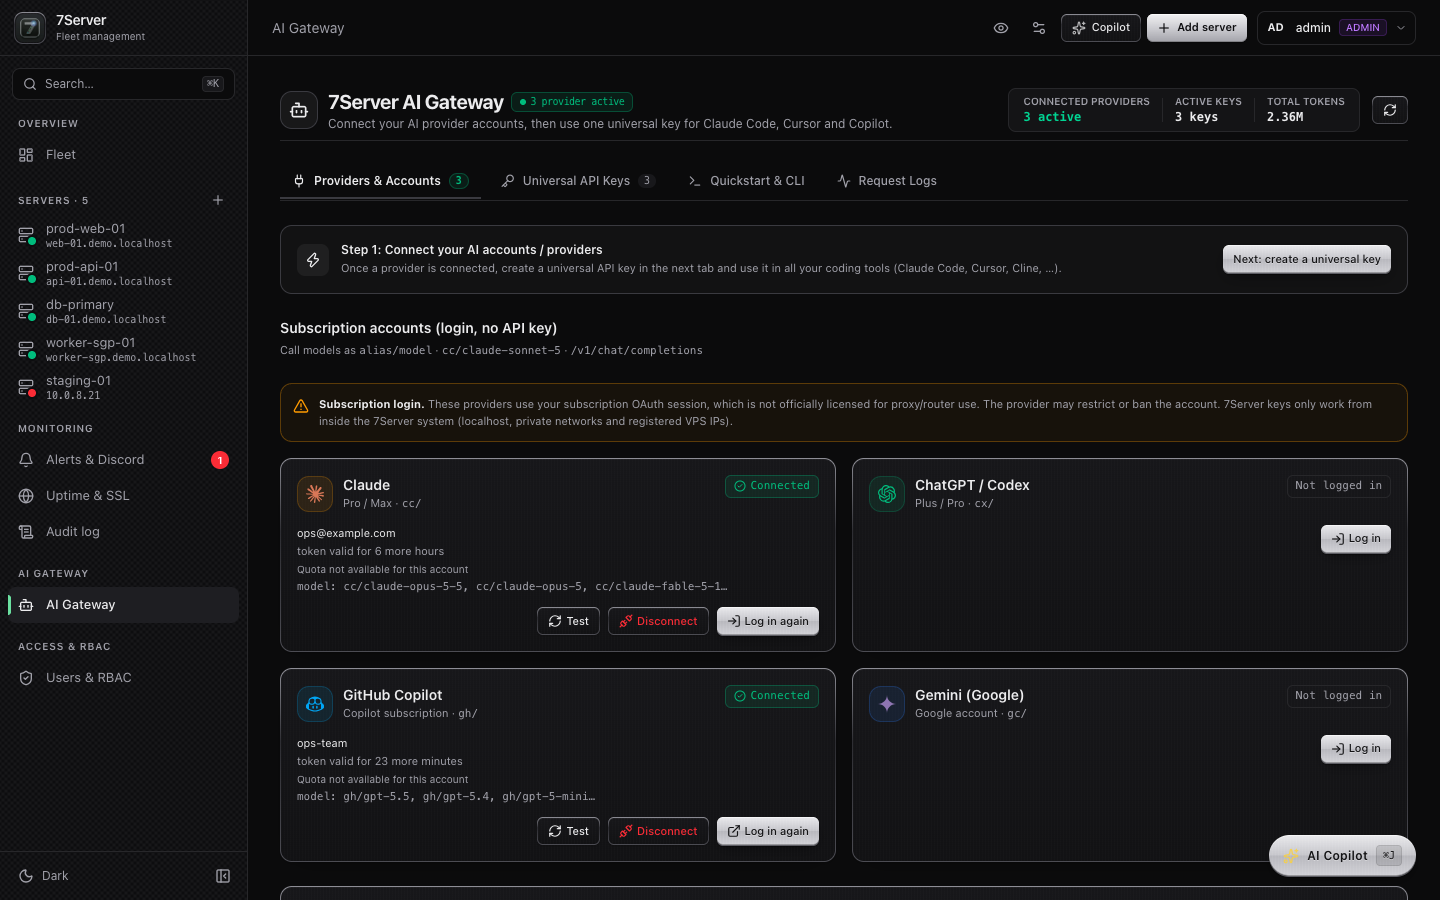 7Server
Fleet management
Search...
⌘K
OVERVIEW
Fleet
SERVERS · 5
prod-web-01
web-01.demo.localhost
prod-api-01
api-01.demo.localhost
db-primary
db-01.demo.localhost
worker-sgp-01
worker-sgp.demo.localhost
staging-01
10.0.8.21
MONITORING
Alerts & Discord
1
Uptime & SSL
Audit log
AI GATEWAY
AI Gateway
ACCESS & RBAC
Users & RBAC
Dark
AI Gateway
Copilot
Add server
AD admin ADMIN
7Server AI Gateway
3 provider active
Connect your AI provider accounts, then use one universal key for Claude Code, Cursor and Copilot.
CONNECTED PROVIDERS
3 active
ACTIVE KEYS
3 keys
TOTAL TOKENS
2.36M
Providers & Accounts 3
Universal API Keys 3
Quickstart & CLI
Request Logs
Step 1: Connect your AI accounts / providers
Once a provider is connected, create a universal API key in the next tab and use it in all your coding tools (Claude Code, Cursor, Cline, ...).
Next: create a universal key
Subscription accounts (login, no API key)
Call models as alias/model · cc/claude-sonnet-5 · /v1/chat/completions
Subscription login. These providers use your subscription OAuth session, which is not officially licensed for proxy/router use. The provider may restrict or ban the account. 7Server keys only work from
inside the 7Server system (localhost, private networks and registered VPS IPs).
Claude
Pro / Max · cc/
Connected
ops@example.com
token valid for 6 more hours
Quota not available for this account
model: cc/claude-opus-5-5, cc/claude-opus-5, cc/claude-fable-5-1…
Test
Disconnect
Log in again
ChatGPT / Codex
Plus / Pro · cx/
Not logged in
Log in
GitHub Copilot
Copilot subscription · gh/
Connected
ops-team
token valid for 23 more minutes
Quota not available for this account
model: gh/gpt-5.5, gh/gpt-5.4, gh/gpt-5-mini…
Test
Disconnect
Log in again
Gemini (Google)
Google account · gc/
Not logged in
Log in
AI Copilot
⌘J